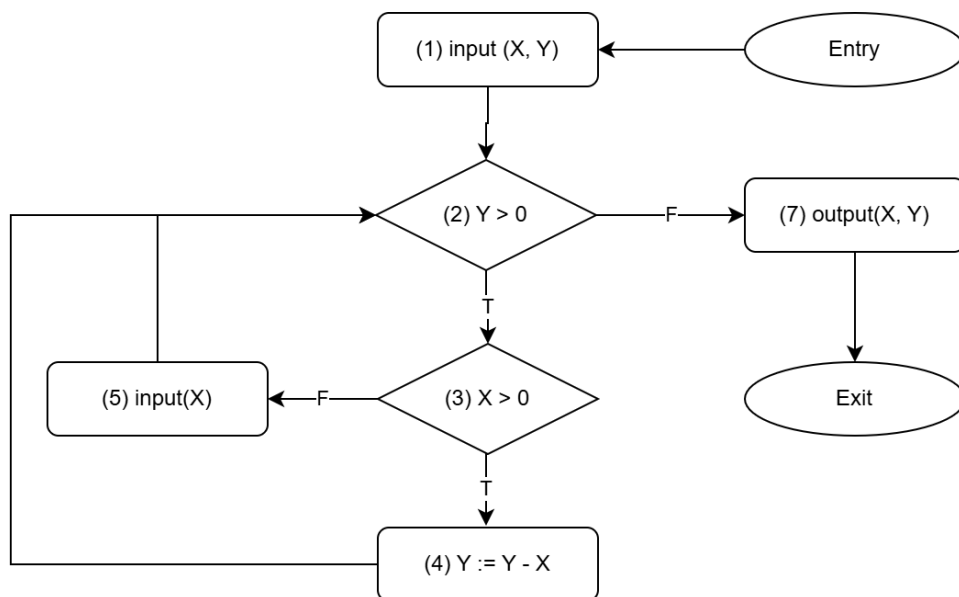 (1) input (X, Y)
Entry
(2) Y > 0
F
(7) output(X, Y)
T
(5) input(X)
F
(3) X > 0
Exit
T
(4) Y := Y - X